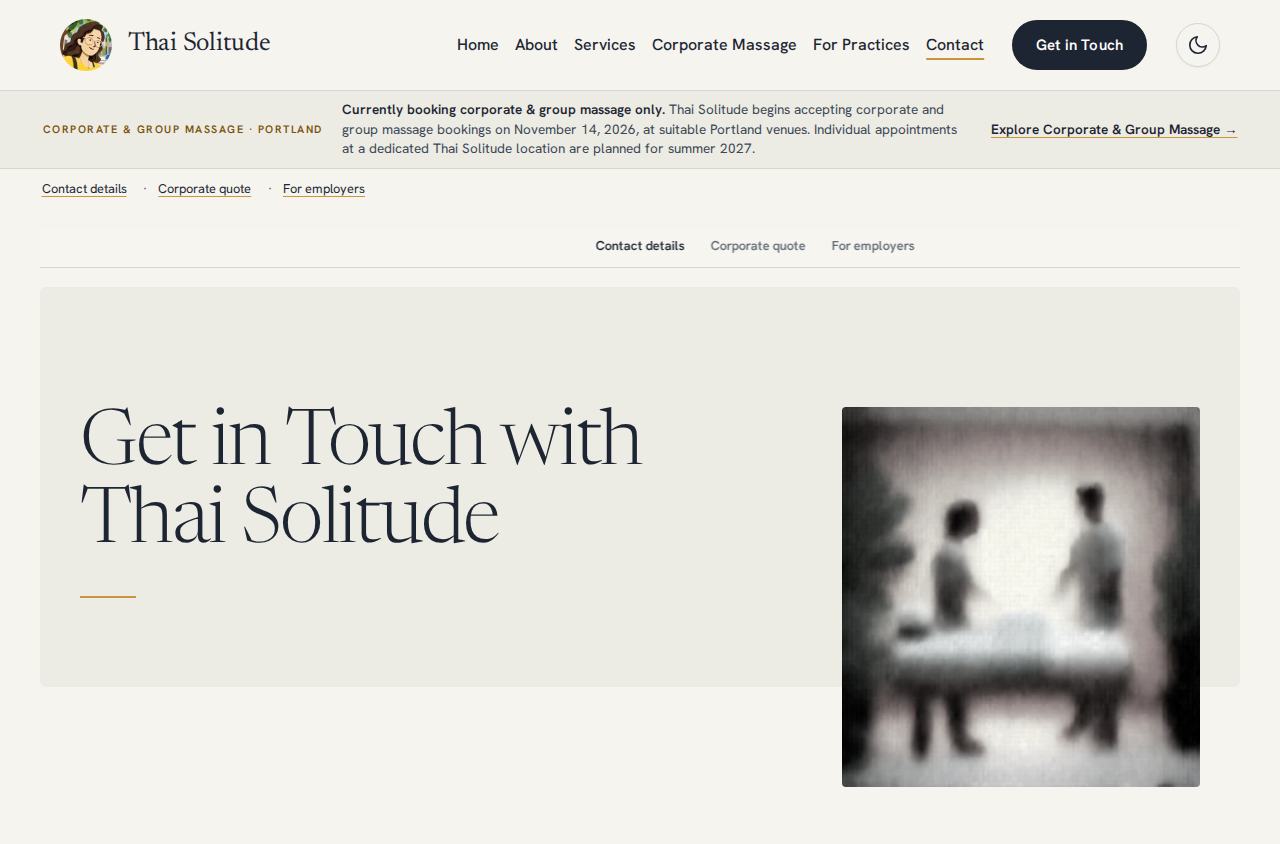 Thai Solitude
Home About Services Corporate Massage For Practices Contact Get in Touch
CORPORATE & GROUP MASSAGE · PORTLAND
Currently booking corporate & group massage only. Thai Solitude begins accepting corporate and
group massage bookings on November 14, 2026, at suitable Portland venues. Individual appointments
at a dedicated Thai Solitude location are planned for summer 2027.
Explore Corporate & Group Massage →
Contact details · Corporate quote · For employers
Contact details Corporate quote For employers
Get in Touch with
Thai Solitude